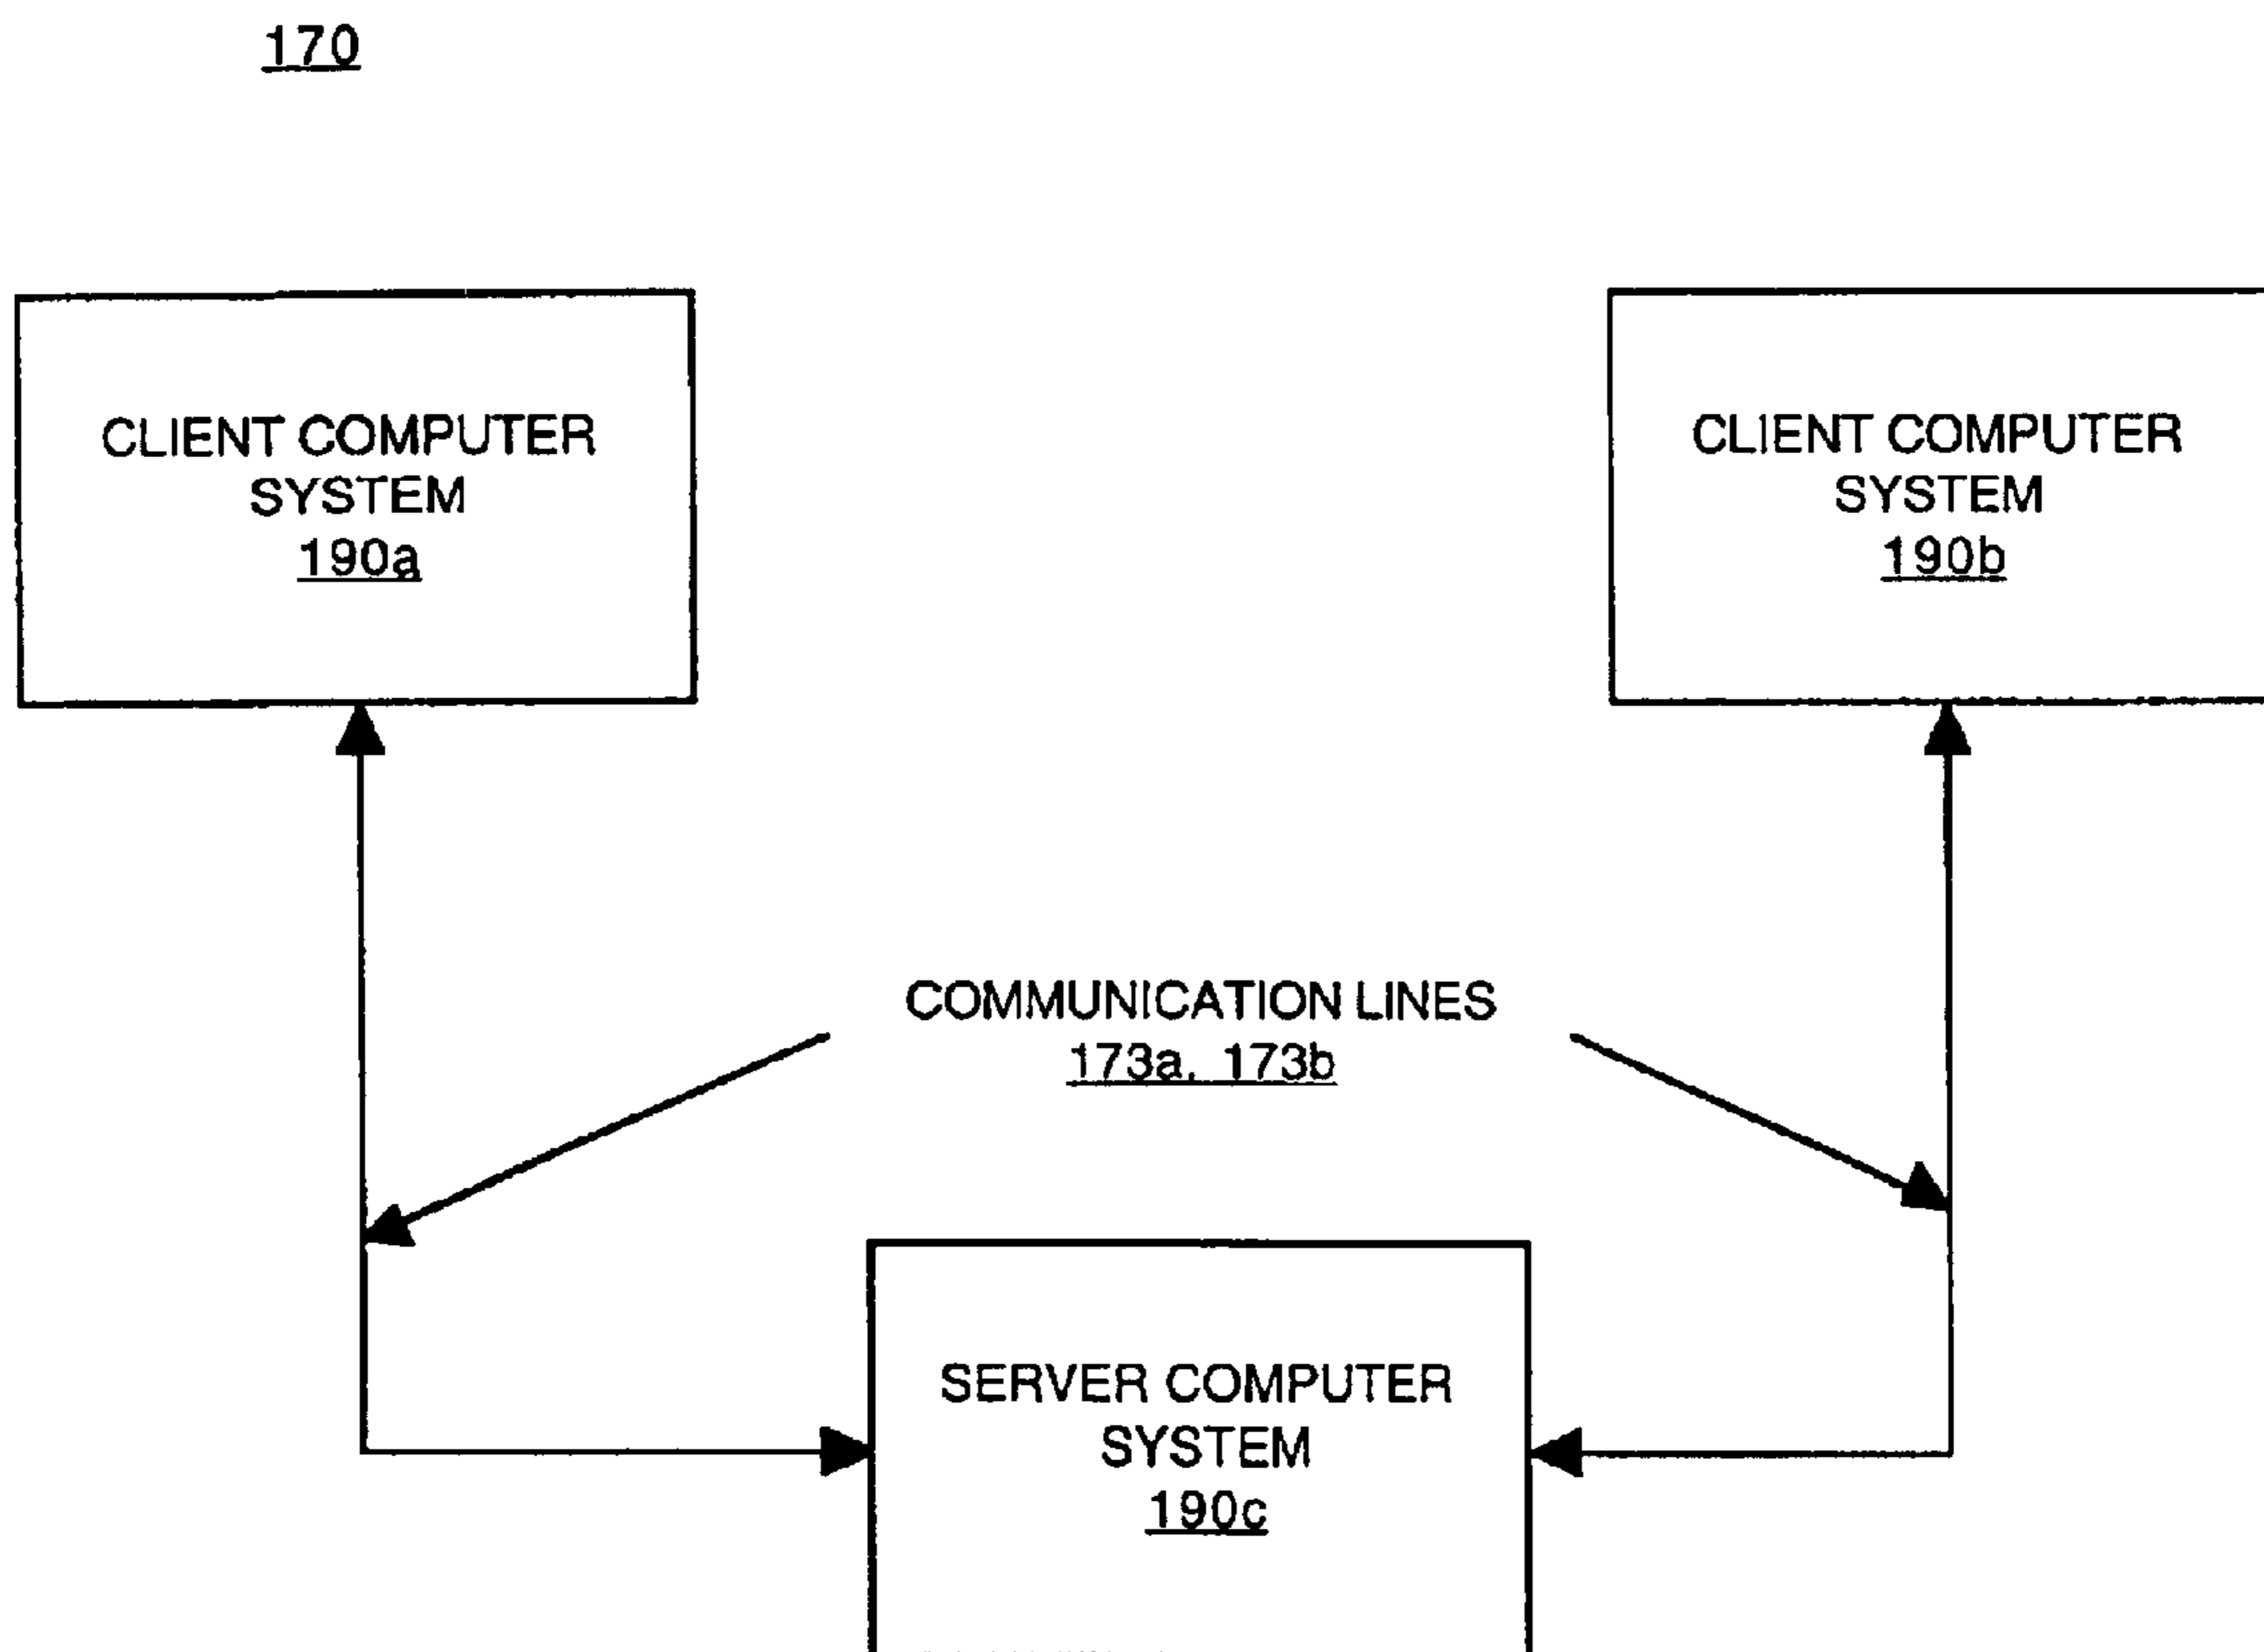 170
CLIENT COMPUTER
SYSTEM
190a
CLIENT COMPUTER
SYSTEM
190b
COMMUNICATION LINES
173a, 173b
SERVER COMPUTER
SYSTEM
190c